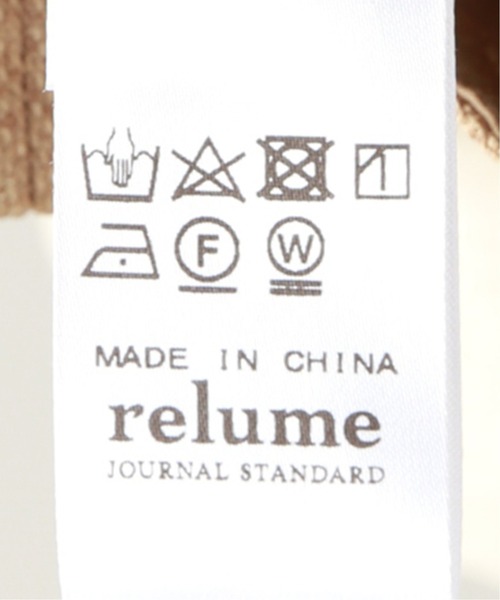 F W
MADE IN CHINA
relume
JOURNAL STANDARD